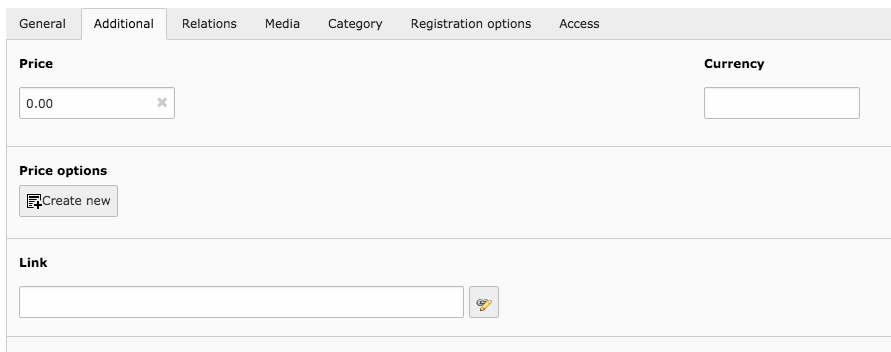 General Additional Relations Media Category Registration options Access
Price Currency
0.00
Price options
Create new
Link